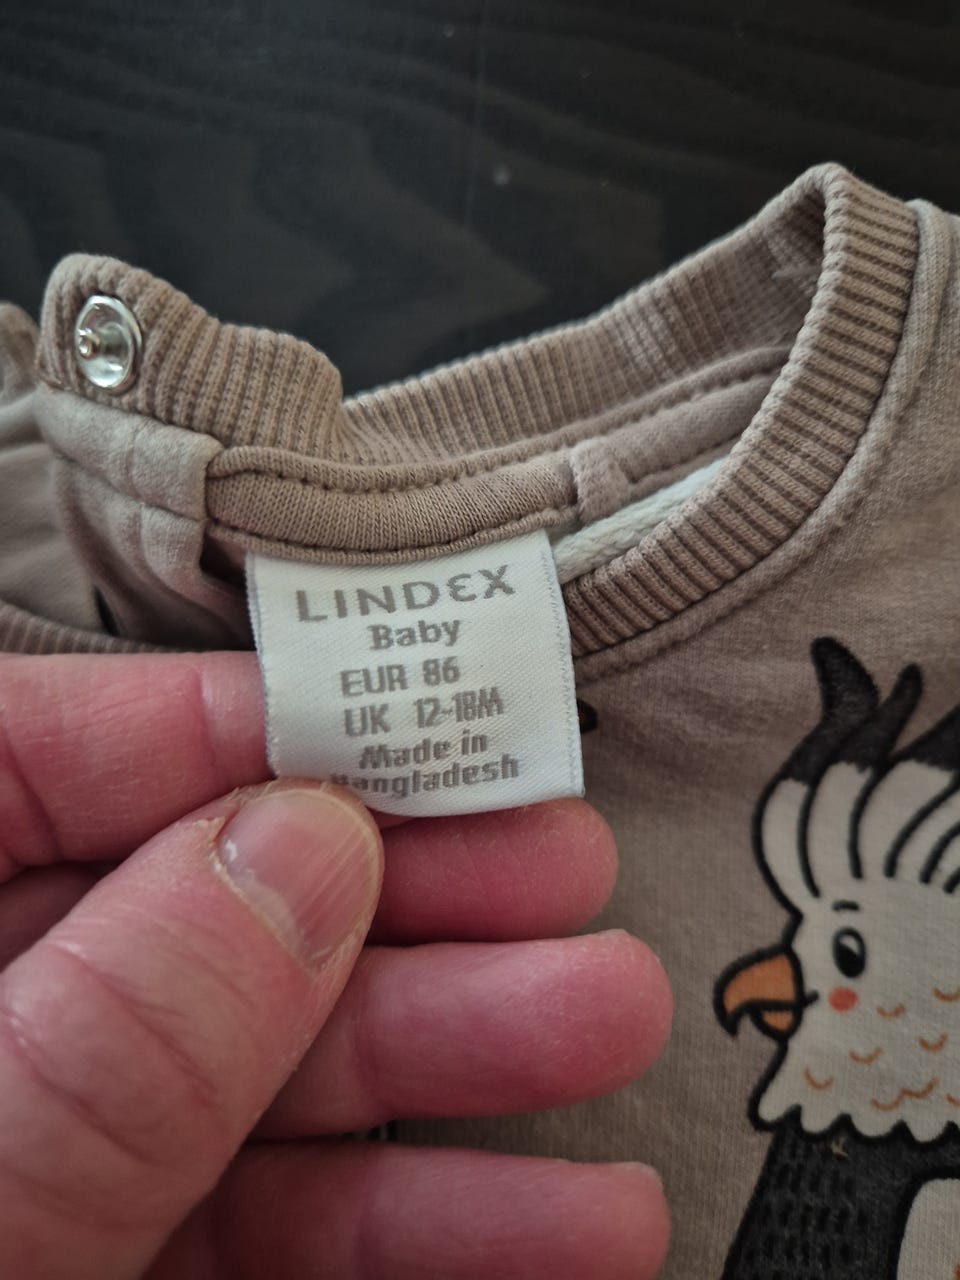 LINDEX
Baby
EUR 86
UK 12-18M
Made in
Bangladesh